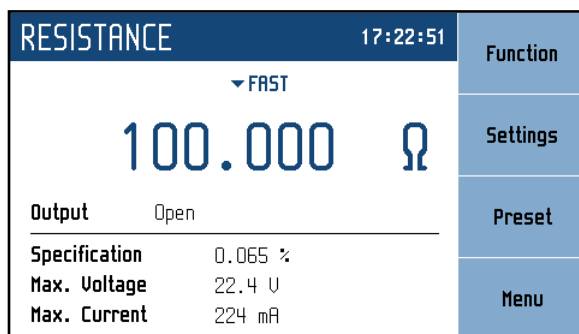 RESISTANCE 17:22:51
FAST
100.000 Ω
Output Open
Specification 0.065 %
Max. Voltage 22.4 V
Max. Current 224 mA
Function
Settings
Preset
Menu